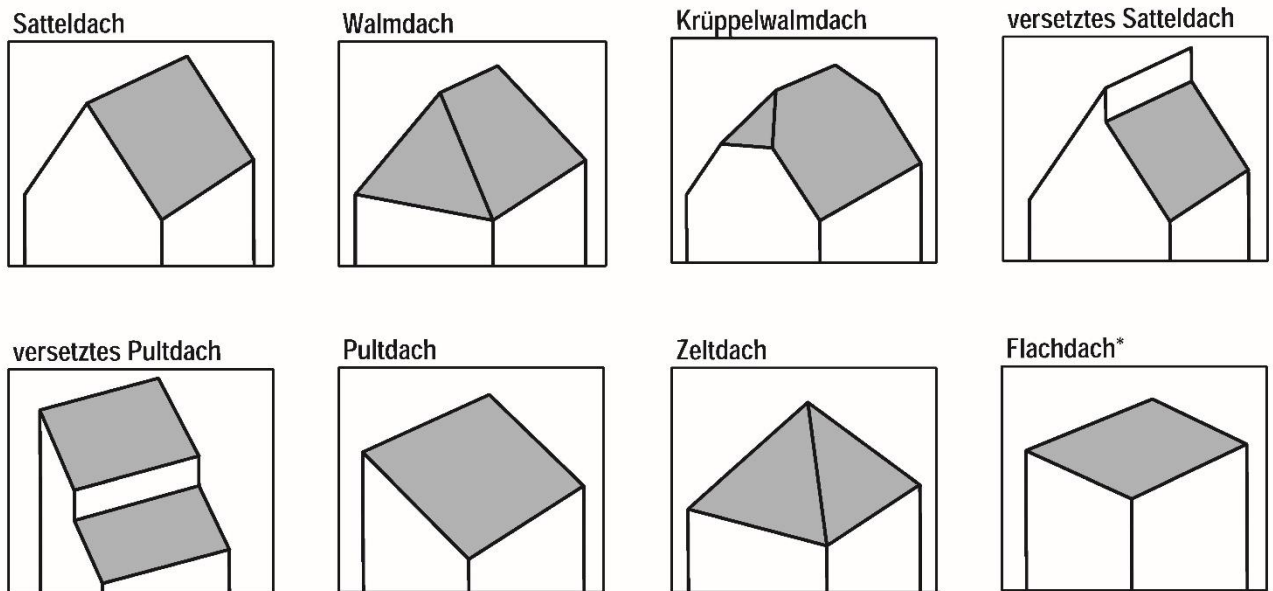 Satteldach
Walmdach
Krüppelwalmdach
versetztes Satteldach
versetztes Pultdach
Pultdach
Zeltdach
Flachdach*